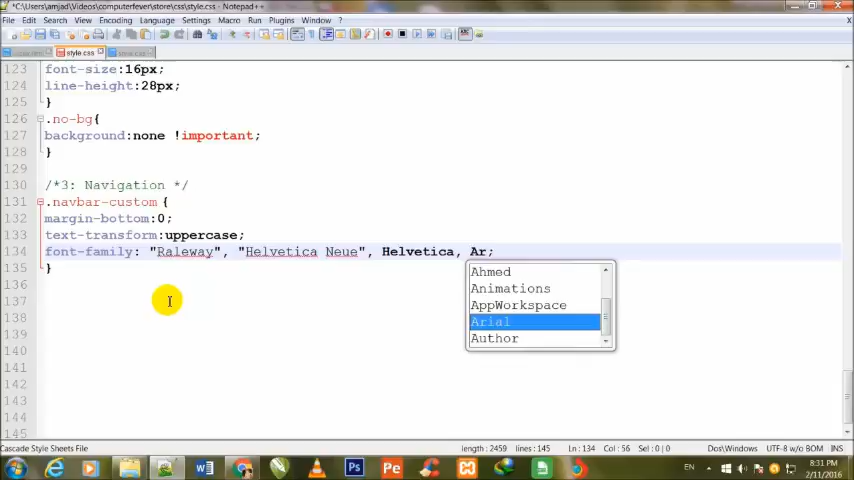 *C:\Users\amjad\Videos\computerfever\store\css\style.css - Notepad++
File Edit Search View Encoding Language Settings Macro Run Plugins Window ?
X
style.css
123 font-size:16px;
124 line-height:28px;
125 }
126 .no-bg{
127 background:none !important;
128 }
129
130 /*3: Navigation */
131 .navbar-custom {
132 margin-bottom:0;
133 text-transform:uppercase;
134 font-family: "Raleway", "Helvetica Neue", Helvetica, Ar;
135 }
Ahmed
Animations
AppWorkspace
Arial
Author
136
137
138
139
140
141
142
143
144
145
Cascade Style Sheets File length : 2459 lines : 145 Ln : 134 Col : 56 Sel : 0 | 0 Dos\Windows UTF-8 w/o BOM INS
W Ps Pe EN 8:31 PM
2/11/2016